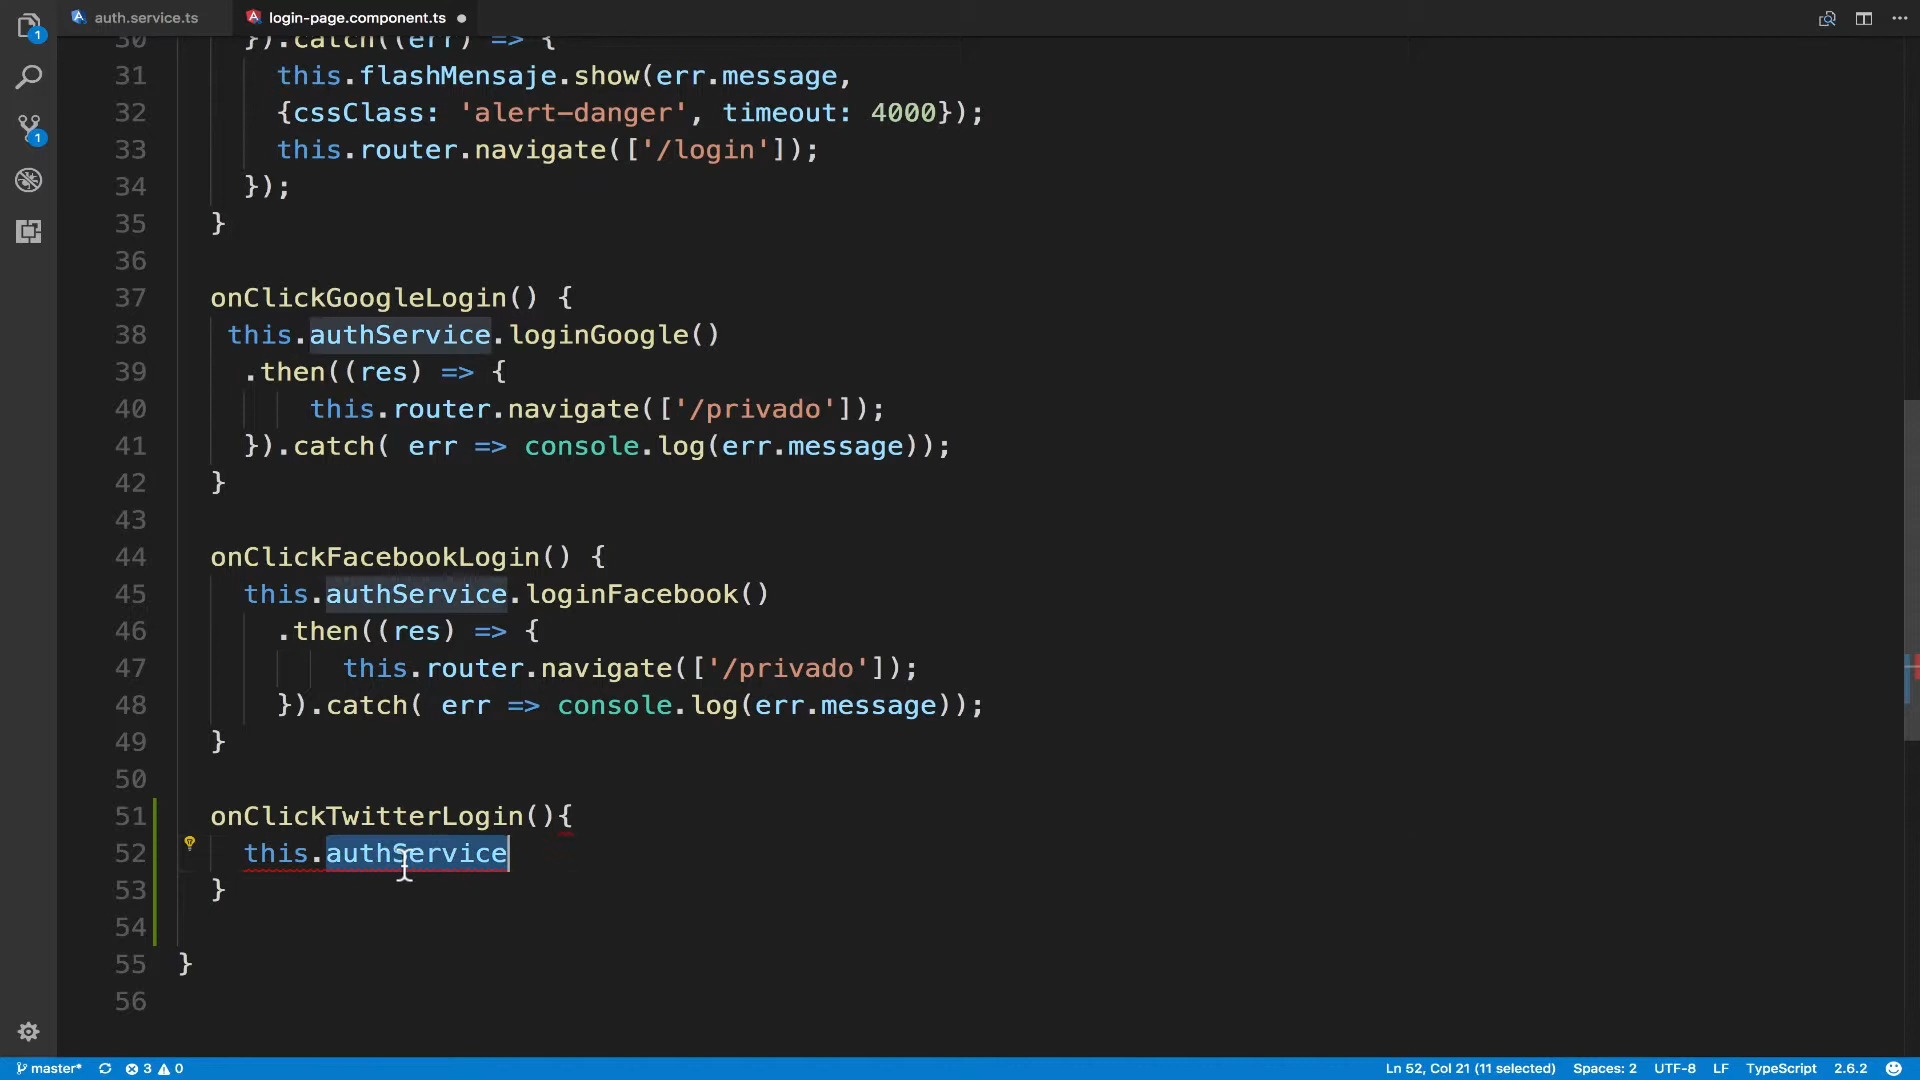 auth.service.ts
login-page.component.ts
1
1
30 }).catch((err) => {
31 this.flashMensaje.show(err.message,
32 {cssClass: 'alert-danger', timeout: 4000});
33 this.router.navigate(['/login']);
34 });
35 }
36
37 onClickGoogleLogin() {
38 this.authService.loginGoogle()
39 .then((res) => {
40 this.router.navigate(['/privado']);
41 }).catch( err => console.log(err.message));
42 }
43
44 onClickFacebookLogin() {
45 this.authService.loginFacebook()
46 .then((res) => {
47 this.router.navigate(['/privado']);
48 }).catch( err => console.log(err.message));
49 }
50
51 onClickTwitterLogin(){
52 this.authService
53 }
54
55 }
56
master* 3 0 Ln 52, Col 21 (11 selected) Spaces: 2 UTF-8 LF TypeScript 2.6.2